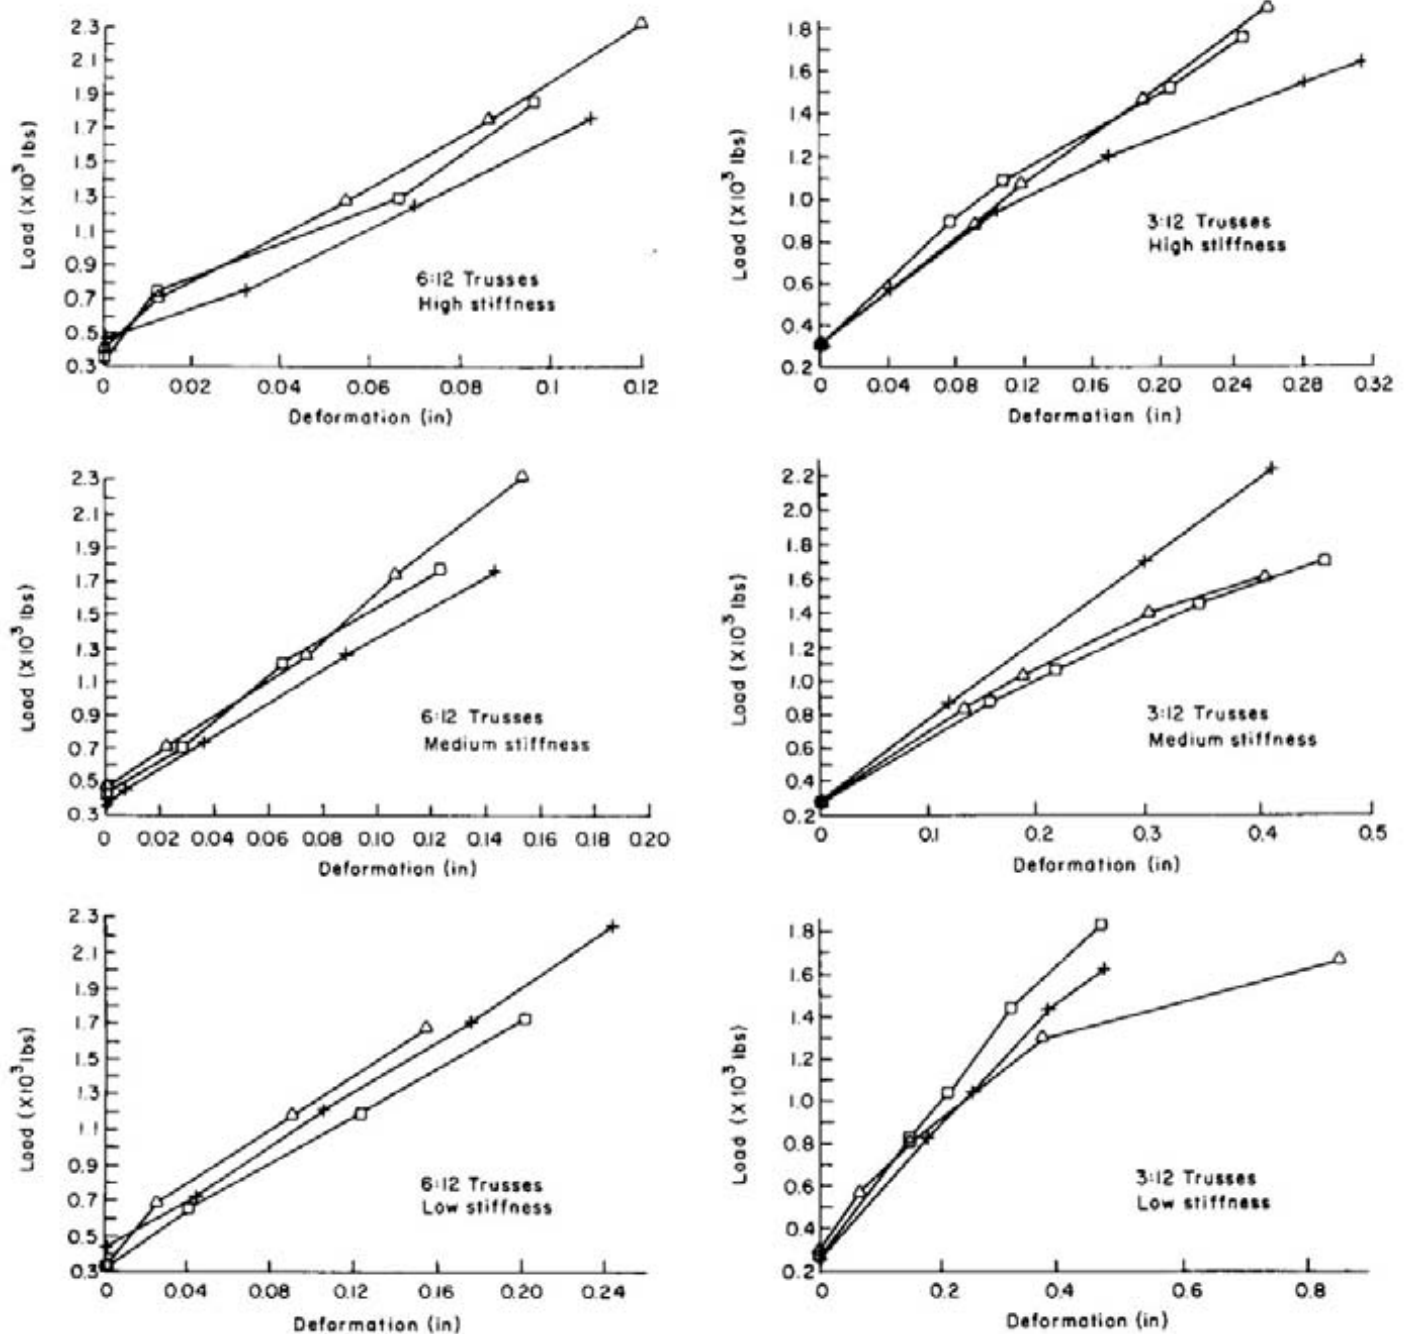 2.3
2.1
1.9
1.7
1.5
1.3
1.1
0.9
0.7
0.5
0.3
Load (X10³ lbs)
6:12 Trusses
High stiffness
0 0.02 0.04 0.06 0.08 0.1 0.12
Deformation (in)
1.8
1.6
1.4
1.2
1.0
0.8
0.6
0.4
0.2
Load (X10³ lbs)
3:12 Trusses
High stiffness
0 0.04 0.08 0.12 0.16 0.20 0.24 0.28 0.32
Deformation (in)
2.3
2.1
1.9
1.7
1.5
1.3
1.1
0.9
0.7
0.5
0.3
Load (X10³ lbs)
6:12 Trusses
Medium stiffness
0 0.02 0.04 0.06 0.08 0.10 0.12 0.14 0.16 0.18 0.20
Deformation (in)
2.2
2.0
1.8
1.6
1.4
1.2
1.0
0.8
0.6
0.4
0.2
Load (X10³ lbs)
3:12 Trusses
Medium stiffness
0 0.1 0.2 0.3 0.4 0.5
Deformation (in)
2.3
2.1
1.9
1.7
1.5
1.3
1.1
0.9
0.7
0.5
0.3
Load (X10³ lbs)
6:12 Trusses
Low stiffness
0 0.04 0.08 0.12 0.16 0.20 0.24
Deformation (in)
1.8
1.6
1.4
1.2
1.0
0.8
0.6
0.4
0.2
Load (X10³ lbs)
3:12 Trusses
Low stiffness
0 0.2 0.4 0.6 0.8
Deformation (in)